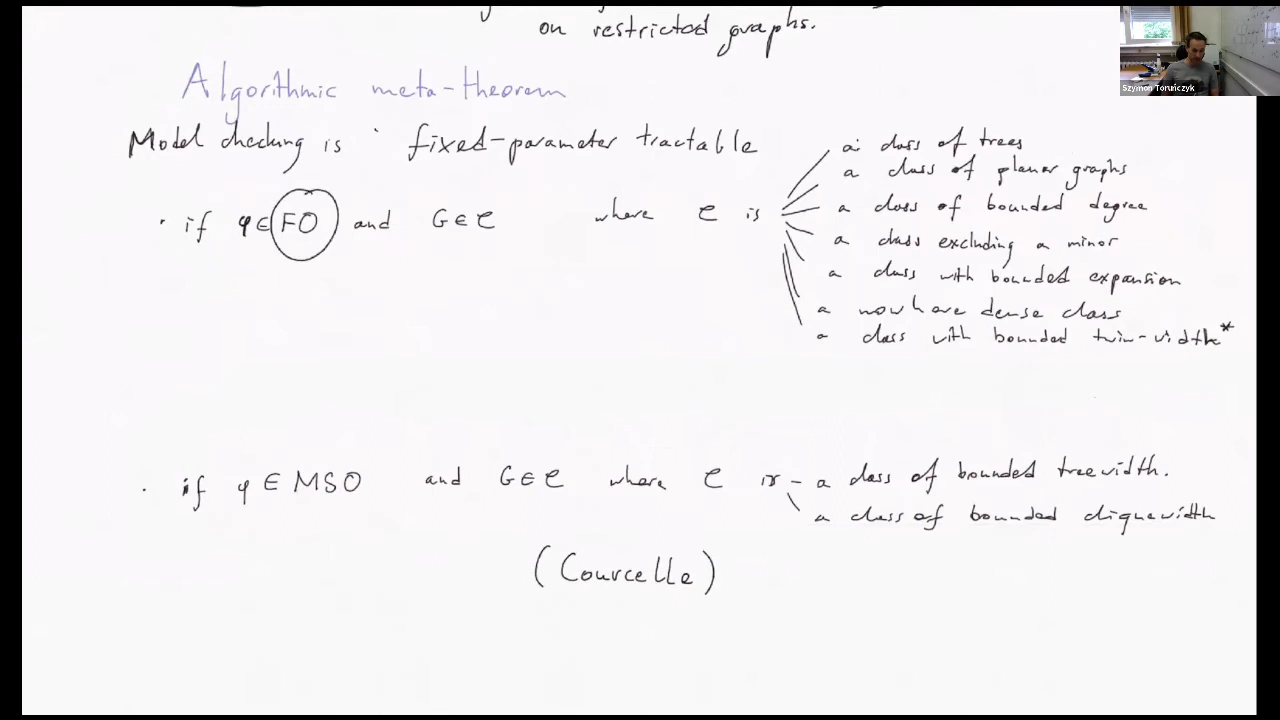 on restricted graphs.
Szymon Toruńczyk
Algorithmic meta-theorem
Model checking is fixed-parameter tractable
· if φ ∈ FO and G ∈ C where C is
a class of trees
a class of planar graphs
a class of bounded degree
a class excluding a minor
a class with bounded expansion
a nowhere dense class
a class with bounded twin-width*
· if φ ∈ MSO and G ∈ C where C is - a class of bounded treewidth.
a class of bounded cliquewidth
(Courcelle)